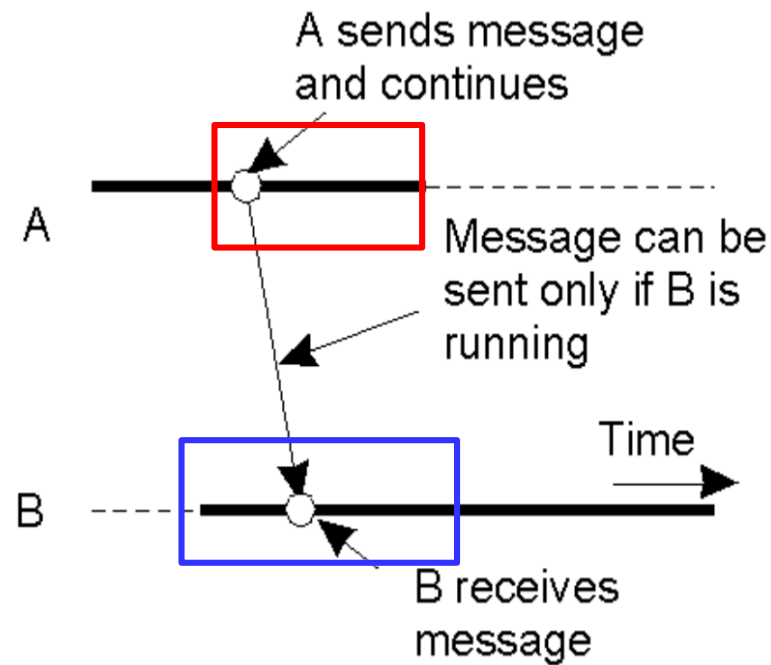 A sends message
and continues
A
Message can be
sent only if B is
running
Time
B
B receives
message